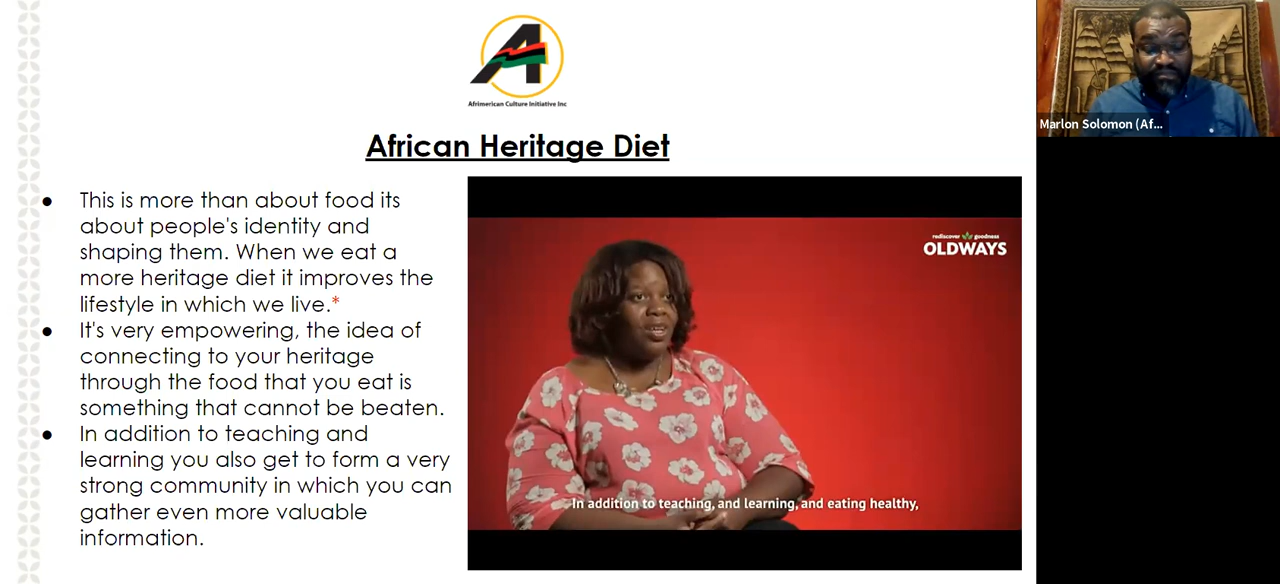 Afrimerican Culture Initiative Inc
African Heritage Diet
● This is more than about food its
about people's identity and
shaping them. When we eat a
more heritage diet it improves the
lifestyle in which we live.*
● It's very empowering, the idea of
connecting to your heritage
through the food that you eat is
something that cannot be beaten.
● In addition to teaching and
learning you also get to form a very
strong community in which you can
gather even more valuable
information.
rediscover goodness
OLDWAYS
In addition to teaching, and learning, and eating healthy,
Marlon Solomon (Af...